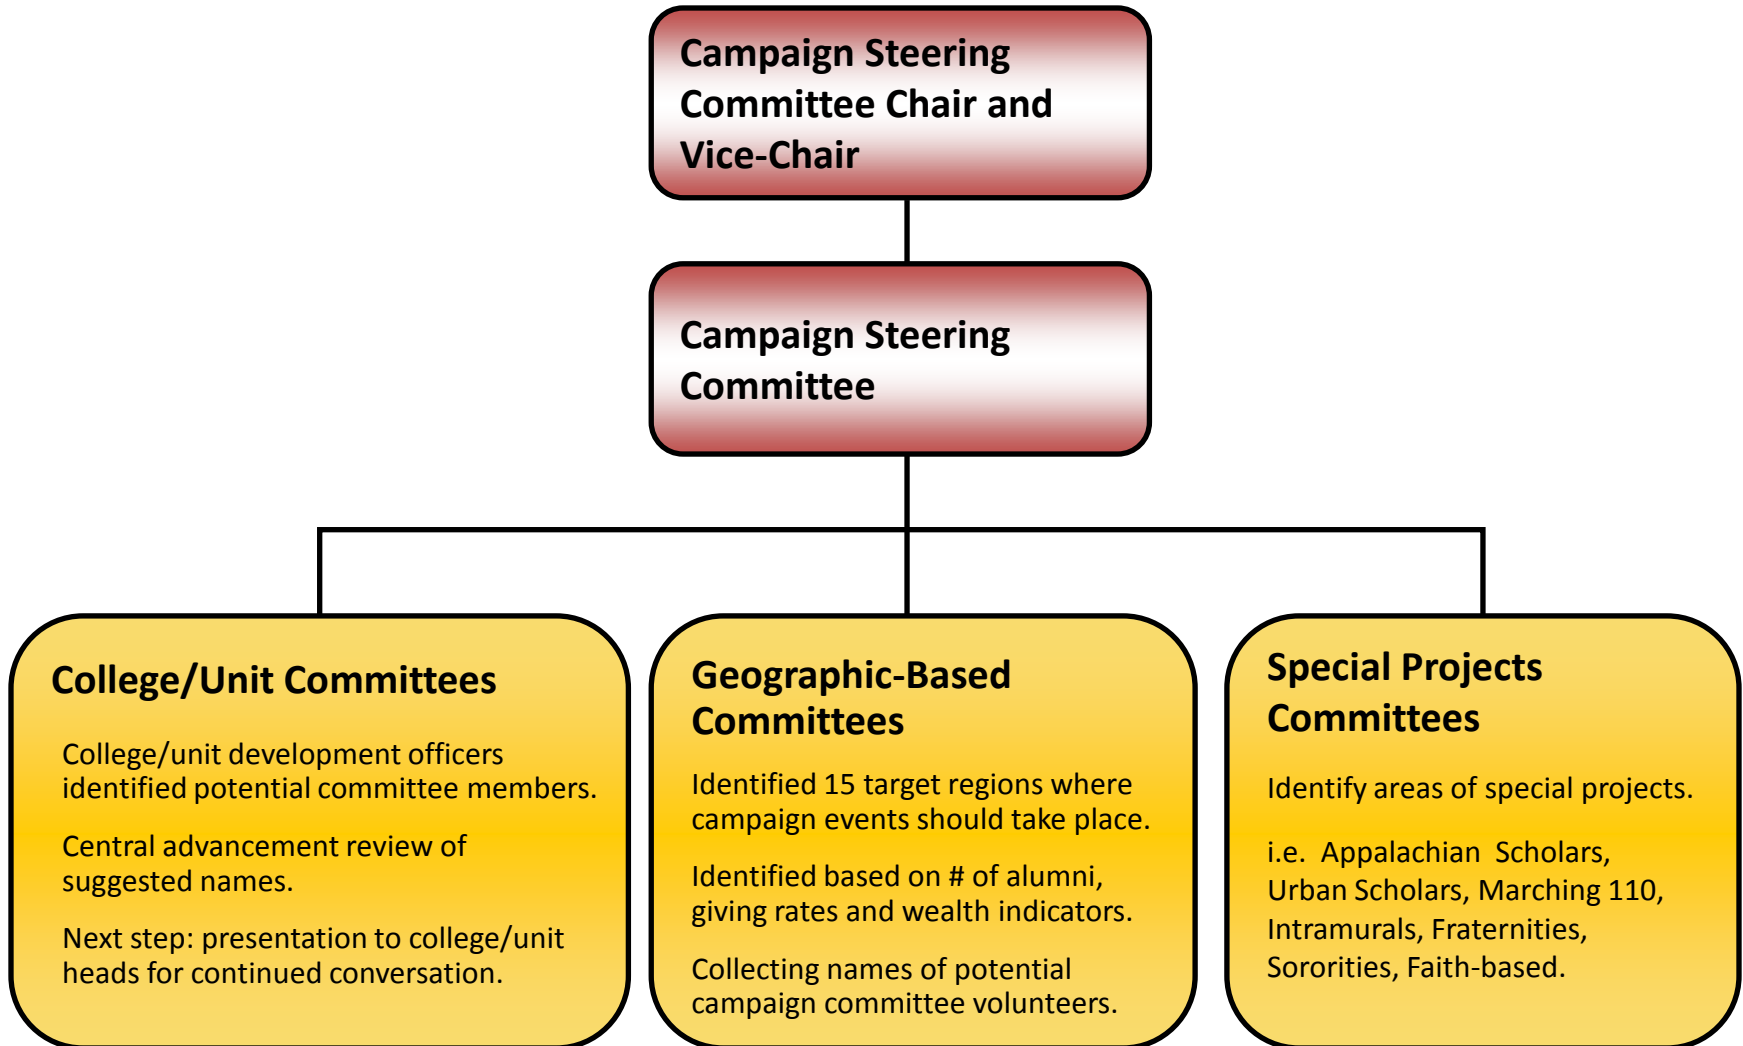 Campaign Steering
Committee Chair and
Vice-Chair
Campaign Steering
Committee
College/Unit Committees
College/unit development officers
identified potential committee members.
Central advancement review of
suggested names.
Next step: presentation to college/unit
heads for continued conversation.
Geographic-Based
Committees
Identified 15 target regions where
campaign events should take place.
Identified based on # of alumni,
giving rates and wealth indicators.
Collecting names of potential
campaign committee volunteers.
Special Projects
Committees
Identify areas of special projects.
i.e.  Appalachian  Scholars,
Urban Scholars, Marching 110,
Intramurals, Fraternities,
Sororities, Faith-based.